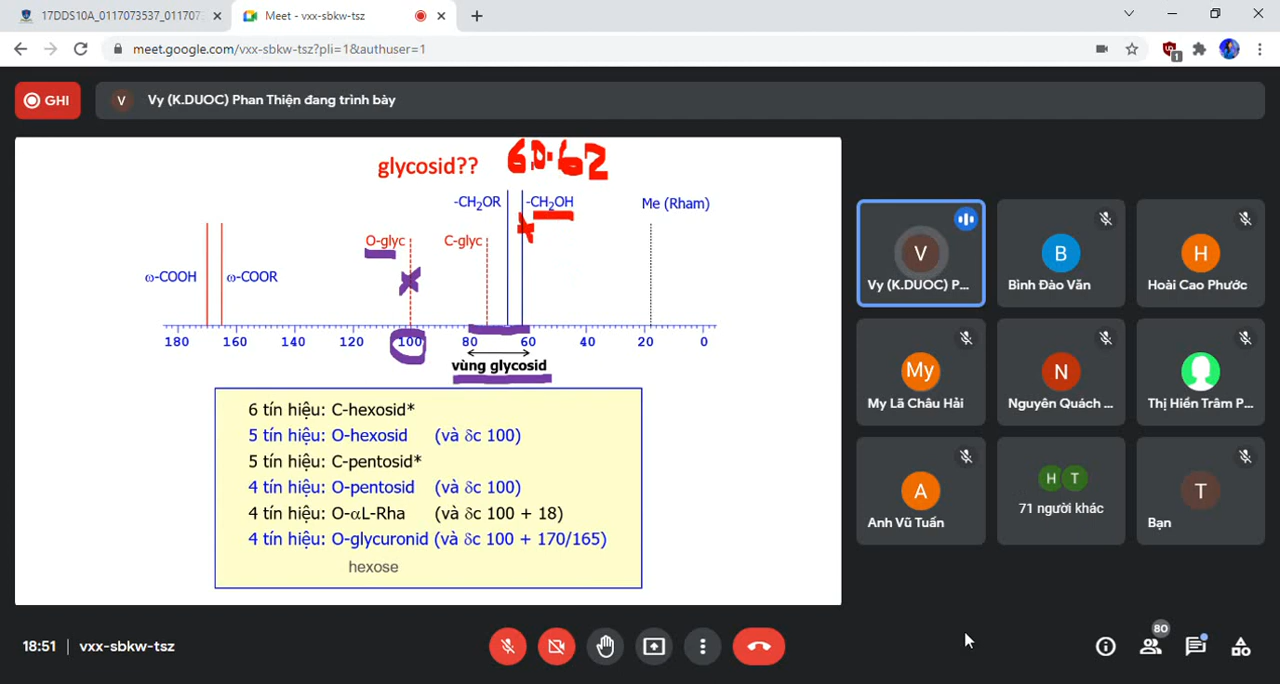 17DDS10A_0117073537_011707
Meet - vxx-sbkw-tsz
meet.google.com/vxx-sbkw-tsz?pli=1&authuser=1
1
GHI
V
Vy (K.DUOC) Phan Thiện đang trình bày
glycosid??
60-62
-CH2OR
-CH2OH
Me (Rham)
O-glyc
C-glyc
ω-COOH
ω-COOR
180 160 140 120 100 80 60 40 20 0
vùng glycosid
6 tín hiệu: C-hexosid*
5 tín hiệu: O-hexosid (và δc 100)
5 tín hiệu: C-pentosid*
4 tín hiệu: O-pentosid (và δc 100)
4 tín hiệu: O-αL-Rha (và δc 100 + 18)
4 tín hiệu: O-glycuronid (và δc 100 + 170/165)
hexose
V
Vy (K.DUOC) P...
B
Bình Đào Văn
H
Hoài Cao Phước
My
My Lã Châu Hải
N
Nguyên Quách ...
Thị Hiền Trâm P...
A
Anh Vũ Tuấn
H T
71 người khác
T
Bạn
18:51 | vxx-sbkw-tsz
80